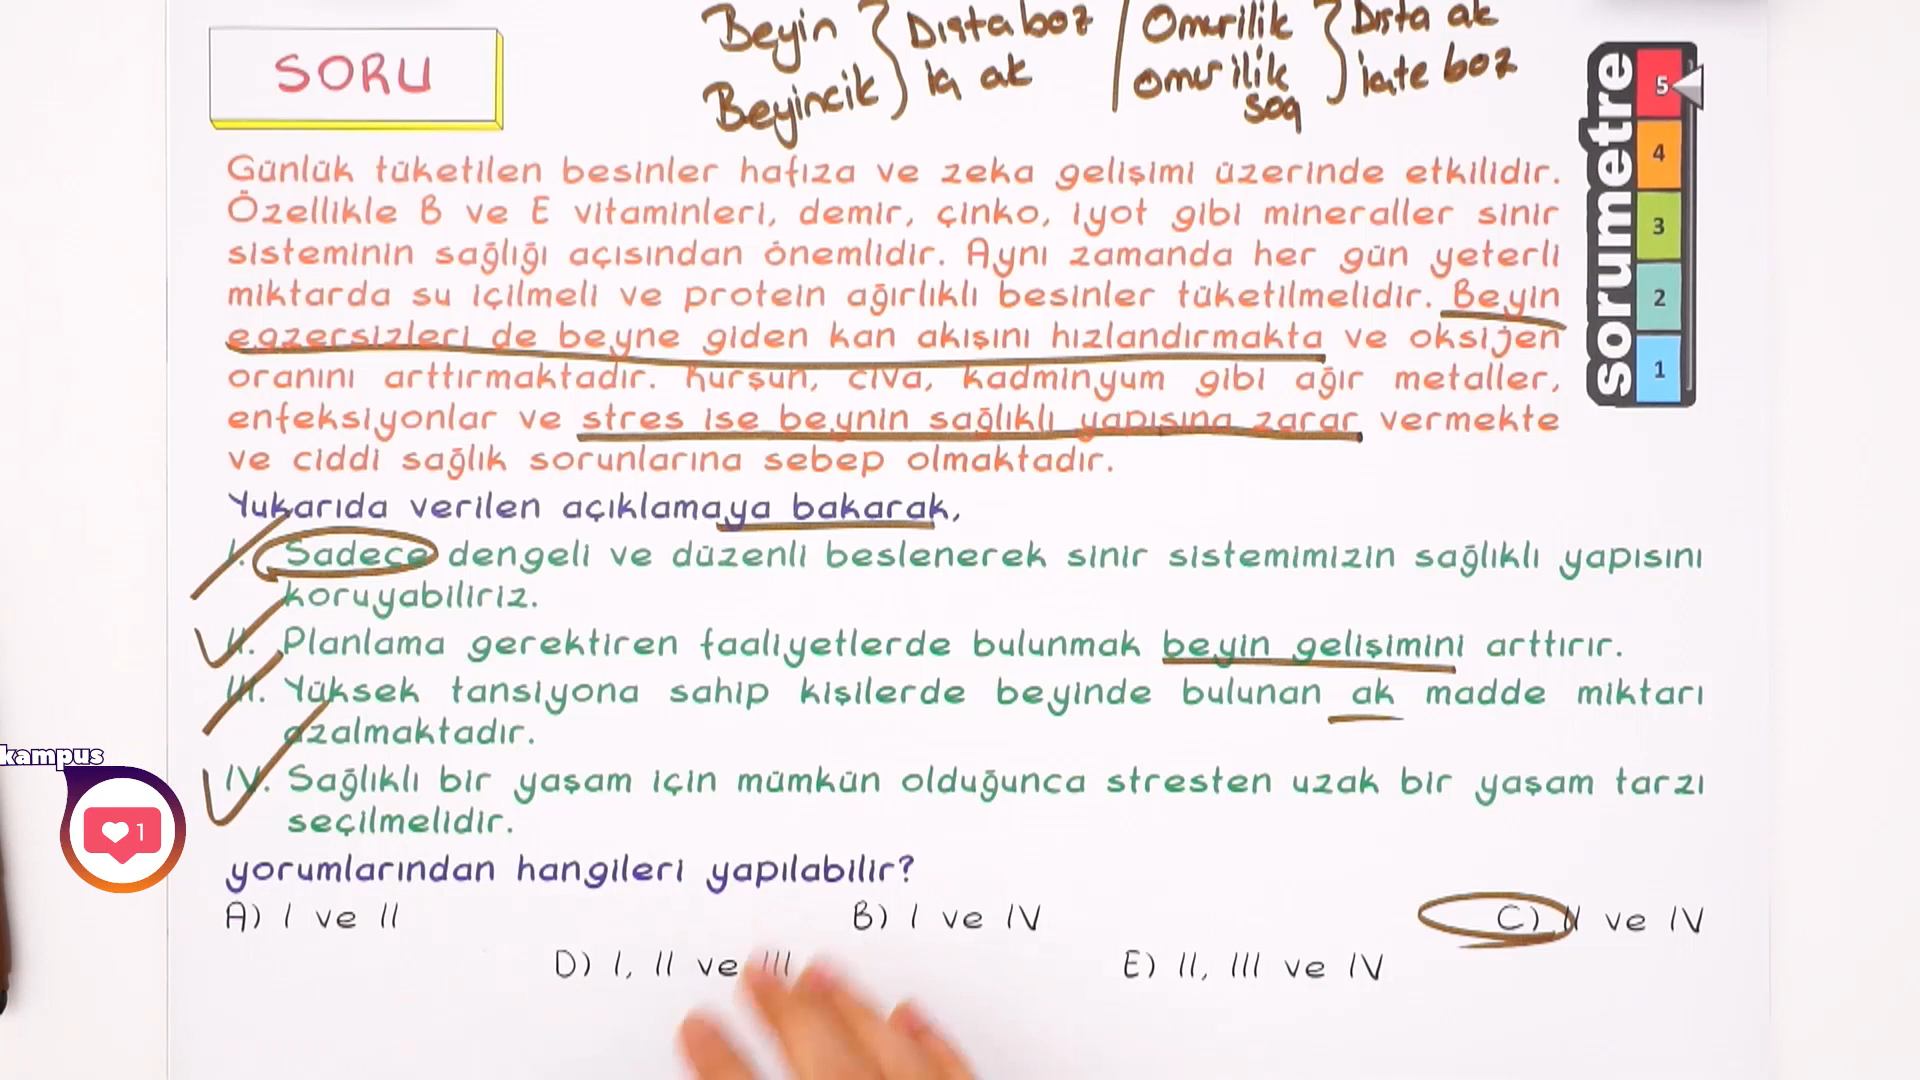 Beyin } Dışta boz / Omurilik } Dışta ak
Beyincik İç ak omurilik soğ içte boz
SORU
sorumetre
5
4
3
2
1
Günlük tüketilen besinler hafıza ve zeka gelişimi üzerinde etkilidir.
Özellikle B ve E vitaminleri, demir, çinko, iyot gibi mineraller sinir
sisteminin sağlığı açısından önemlidir. Aynı zamanda her gün yeterli
miktarda su içilmeli ve protein ağırlıklı besinler tüketilmelidir. Beyin
egzersizleri de beyne giden kan akışını hızlandırmakta ve oksijen
oranını arttırmaktadır. Kurşun, civa, kadminyum gibi ağır metaller,
enfeksiyonlar ve stres ise beynin sağlıklı yapısına zarar vermekte
ve ciddi sağlık sorunlarına sebep olmaktadır.
Yukarıda verilen açıklamaya bakarak,
I. Sadece dengeli ve düzenli beslenerek sinir sistemimizin sağlıklı yapısını
koruyabiliriz.
II. Planlama gerektiren faaliyetlerde bulunmak beyin gelişimini arttırır.
III. Yüksek tansiyona sahip kişilerde beyinde bulunan ak madde miktarı
azalmaktadır.
IV. Sağlıklı bir yaşam için mümkün olduğunca stresten uzak bir yaşam tarzı
seçilmelidir.
yorumlarından hangileri yapılabilir?
A) I ve II B) I ve IV C) II ve IV
D) I, II ve III E) II, III ve IV
kampus
1